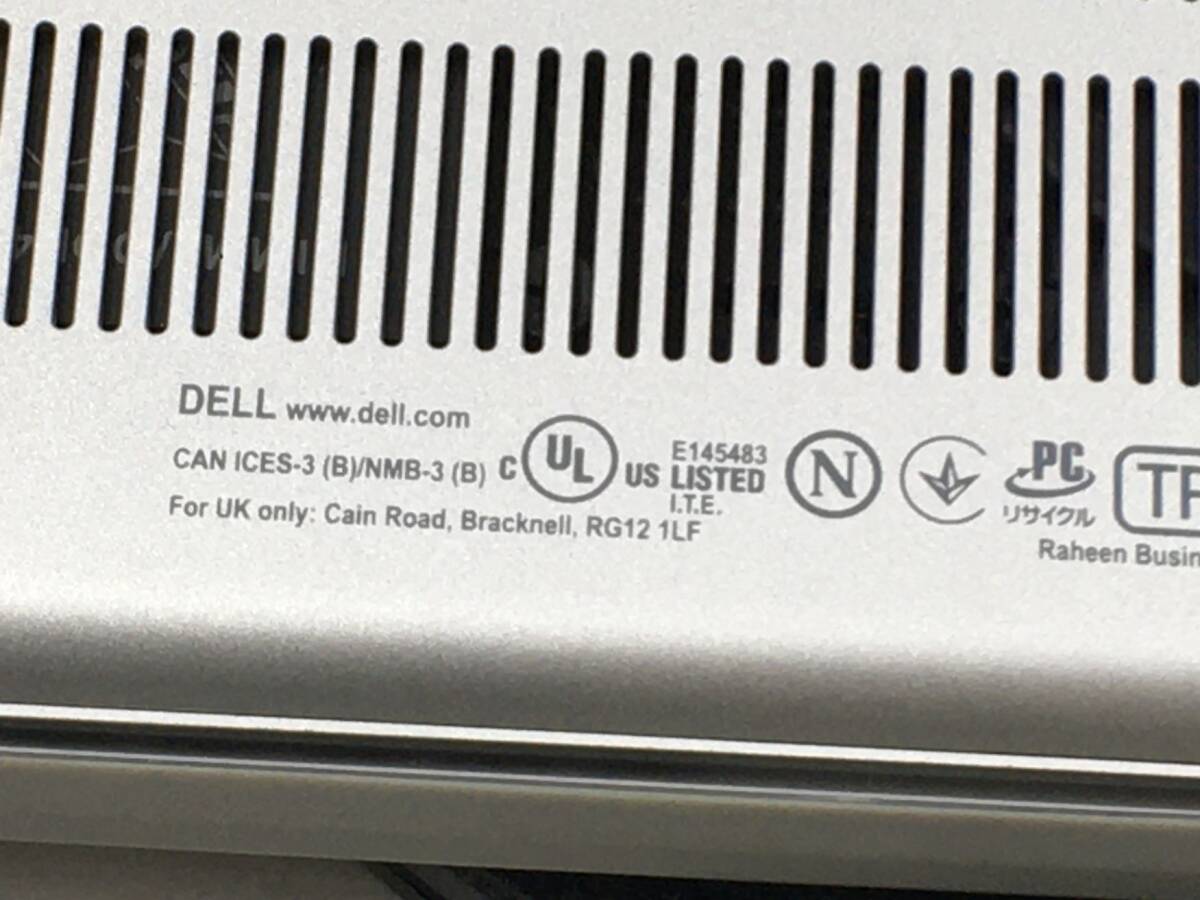 DELL www.dell.com
CAN ICES-3 (B)/NMB-3 (B)
C UL US
E145483
LISTED
I.T.E.
N
PC
リサイクル
For UK only: Cain Road, Bracknell, RG12 1LF
Raheen